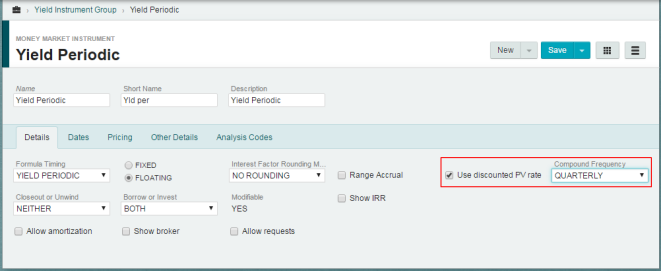 Yield Instrument Group › Yield Periodic
MONEY MARKET INSTRUMENT
Yield Periodic
New
Save
Name
Short Name
Description
Yield Periodic
Yld per
Yield Periodic
Details
Dates
Pricing
Other Details
Analysis Codes
Formula Timing
YIELD PERIODIC
FIXED
FLOATING
Interest Factor Rounding M...
NO ROUNDING
Range Accrual
Use discounted PV rate
Compound Frequency
QUARTERLY
Closeout or Unwind
NEITHER
Borrow or Invest
BOTH
Modifiable
YES
Show IRR
Allow amortization
Show broker
Allow requests